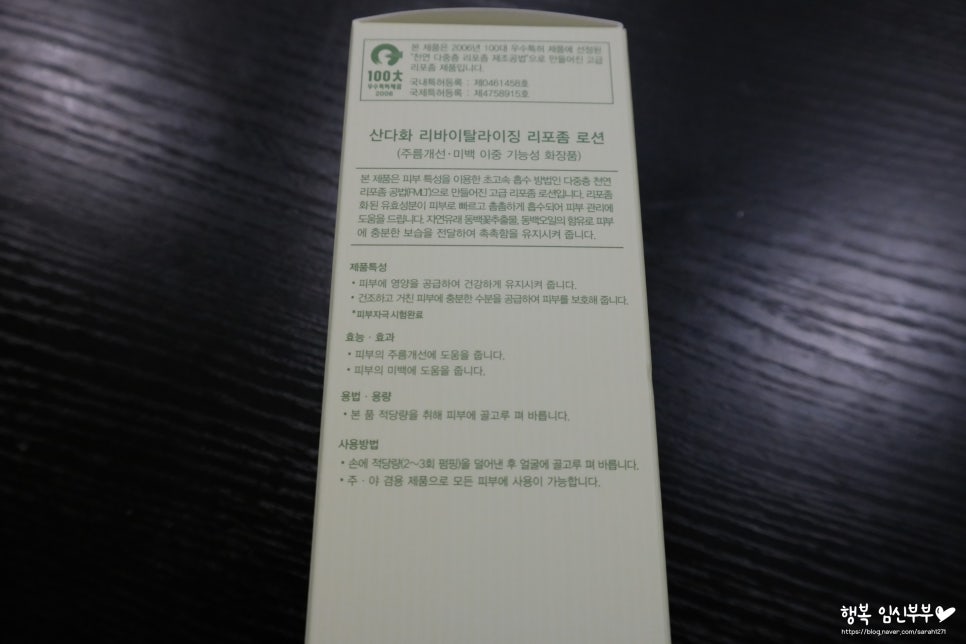 본 제품은 2006년 100대 우수특허 제품에 선정된
"천연 다중층 리포좀 제조공법"으로 만들어진 고급
리포좀 제품입니다.
100大
우수특허제품
2006
국내특허등록 : 제0461458호
국제특허등록 : 제4758915호
산다화 리바이탈라이징 리포좀 로션
(주름개선·미백 이중 기능성 화장품)
본 제품은 피부 특성을 이용한 초고속 흡수 방법인 다중층 천연
리포좀 공법(FMLT)으로 만들어진 고급 리포좀 로션입니다. 리포좀
화된 유효성분이 피부로 빠르고 촘촘하게 흡수되어 피부 관리에
도움을 드립니다. 자연유래 동백꽃추출물, 동백오일의 함유로 피부
에 충분한 보습을 전달하여 촉촉함을 유지시켜 줍니다.
제품특성
• 피부에 영양을 공급하여 건강하게 유지시켜 줍니다.
• 건조하고 거친 피부에 충분한 수분을 공급하여 피부를 보호해 줍니다.
*피부자극 시험완료
효능 · 효과
• 피부의 주름개선에 도움을 줍니다.
• 피부의 미백에 도움을 줍니다.
용법 · 용량
• 본 품 적당량을 취해 피부에 골고루 펴 바릅니다.
사용방법
• 손에 적당량(2~3회 펌핑)을 덜어낸 후 얼굴에 골고루 펴 바릅니다.
• 주 · 야 겸용 제품으로 모든 피부에 사용이 가능합니다.
행복 임신부부
https://blog.naver.com/sarah1271